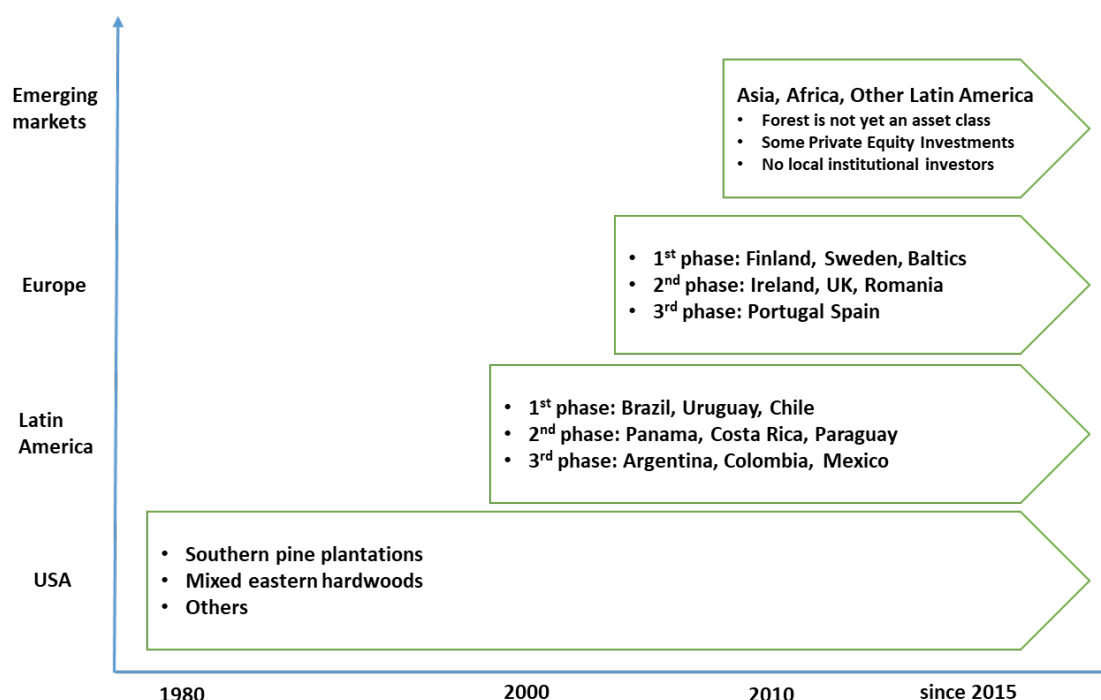 Emerging
markets
Asia, Africa, Other Latin America
• Forest is not yet an asset class
• Some Private Equity Investments
• No local institutional investors
Europe
• 1st phase: Finland, Sweden, Baltics
• 2nd phase: Ireland, UK, Romania
• 3rd phase: Portugal Spain
Latin
America
• 1st phase: Brazil, Uruguay, Chile
• 2nd phase: Panama, Costa Rica, Paraguay
• 3rd phase: Argentina, Colombia, Mexico
USA
• Southern pine plantations
• Mixed eastern hardwoods
• Others
1980
2000
2010
since 2015